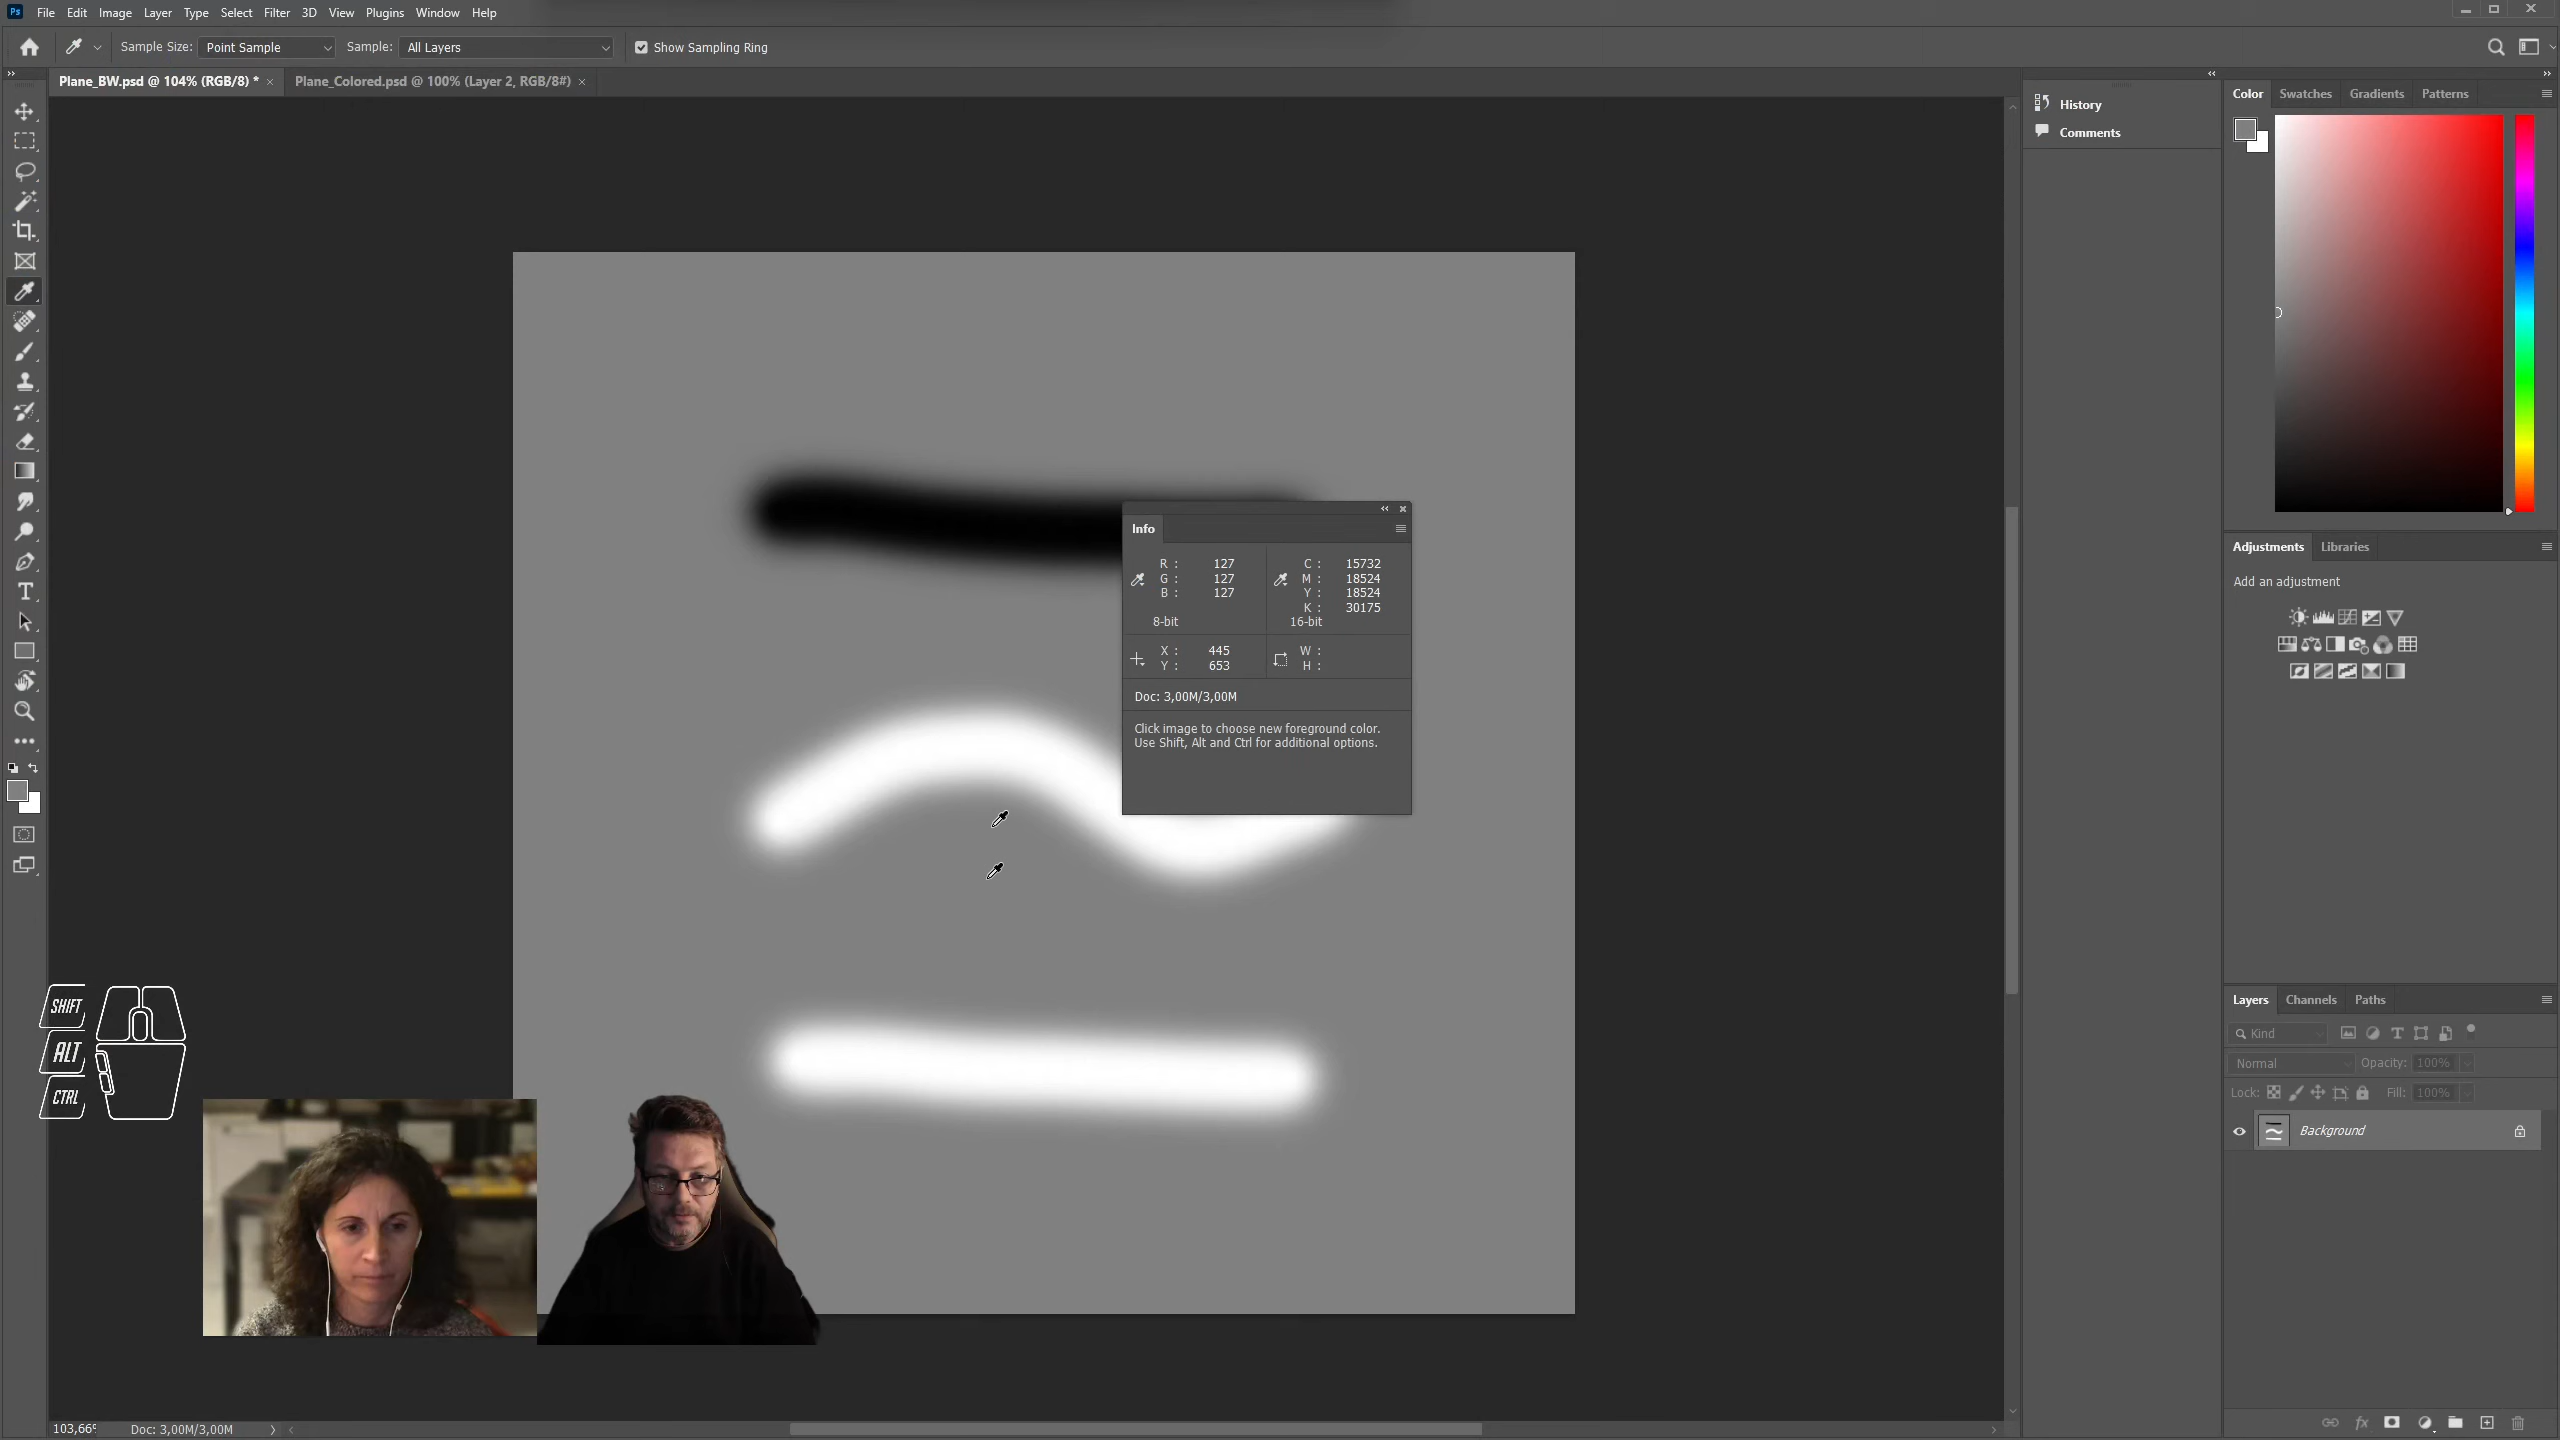 Ps File Edit Image Layer Type Select Filter 3D View Plugins Window Help
Sample Size: Point Sample Sample: All Layers Show Sampling Ring
Plane_BW.psd @ 104% (RGB/8) * × Plane_Colored.psd @ 100% (Layer 2, RGB/8#) ×
History
Comments
Color Swatches Gradients Patterns
Info
R : 127 C : 15732
G : 127 M : 18524
B : 127 Y : 18524
K : 30175
8-bit 16-bit
X : 445 W :
Y : 653 H :
Doc: 3,00M/3,00M
Click image to choose new foreground color.
Use Shift, Alt and Ctrl for additional options.
Adjustments Libraries
Add an adjustment
SHIFT
ALT
CTRL
Layers Channels Paths
Kind
Normal Opacity: 100%
Lock: Fill: 100%
Background
fx
103,66% Doc: 3,00M/3,00M